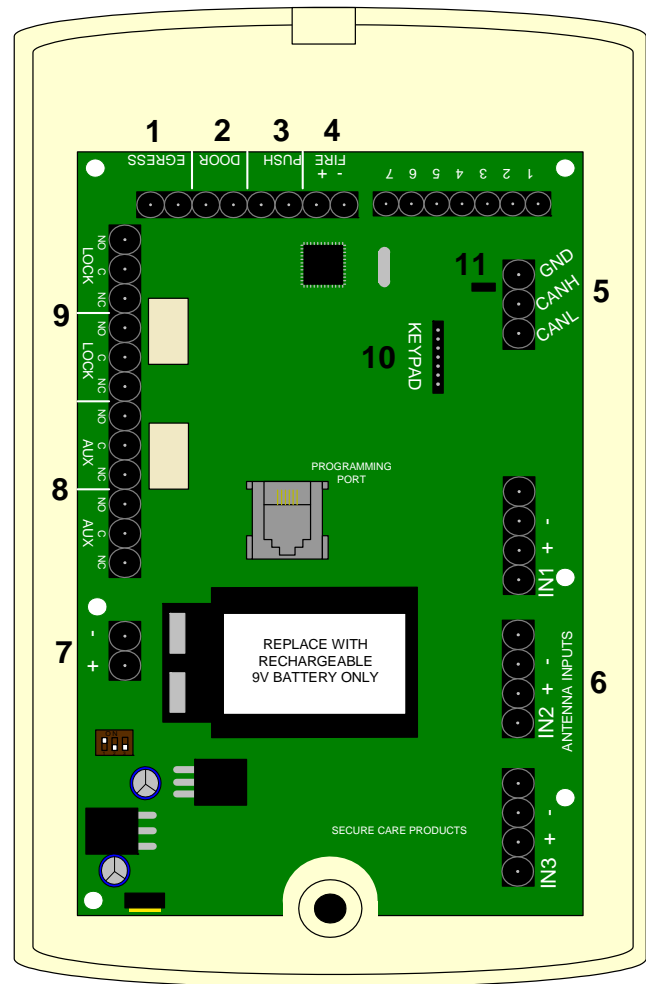 1 2 3 4
EGRESS DOOR PUSH FIRE
+ -
7 6 5 4 3 2 1
NO
LOCK C
NC
9
NO
LOCK C
NC
NO
AUX C
NC
8
NO
AUX C
NC
11
GND
CANH
CANL
5
10
KEYPAD
PROGRAMMING
PORT
IN1 + -
7
-
+
REPLACE WITH
RECHARGEABLE
9V BATTERY ONLY
IN2 + -
ANTENNA INPUTS
6
ON
SECURE CARE PRODUCTS
IN3 + -